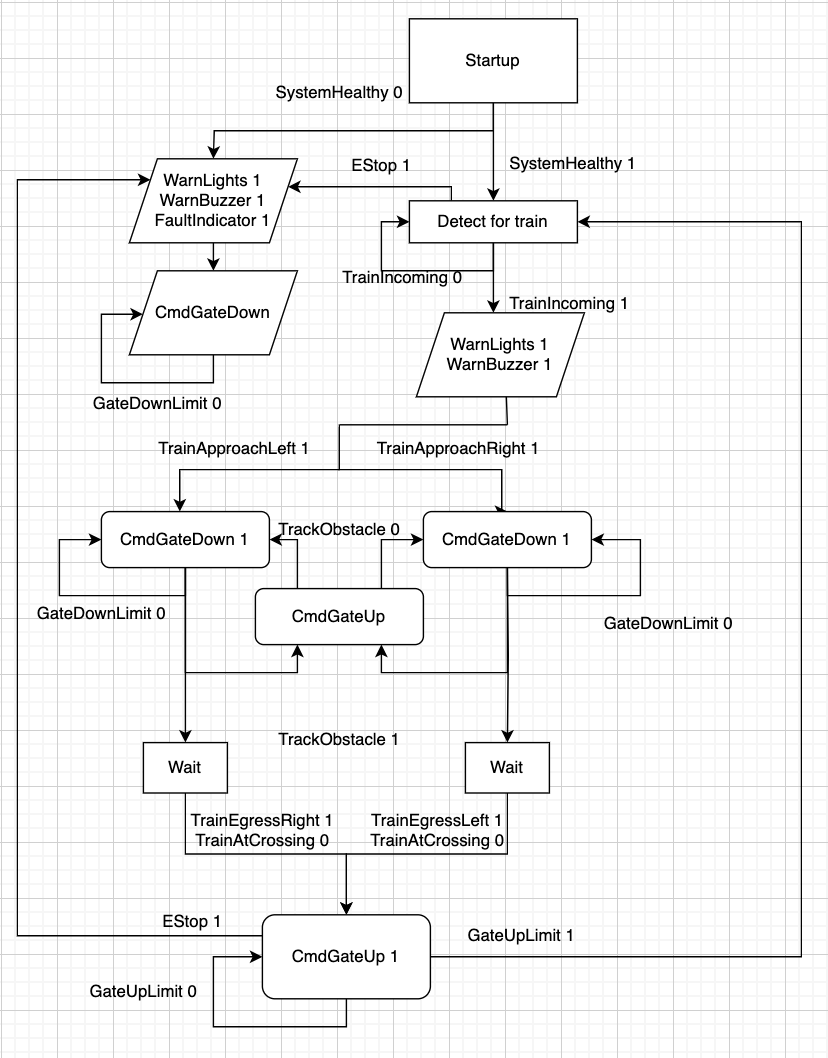 Startup
SystemHealthy 0
EStop 1
SystemHealthy 1
WarnLights 1
WarnBuzzer 1
FaultIndicator 1
Detect for train
TrainIncoming 0
TrainIncoming 1
CmdGateDown
WarnLights 1
WarnBuzzer 1
GateDownLimit 0
TrainApproachLeft 1
TrainApproachRight 1
TrackObstacle 0
CmdGateDown 1
CmdGateDown 1
GateDownLimit 0
CmdGateUp
GateDownLimit 0
TrackObstacle 1
Wait
Wait
TrainEgressRight 1
TrainAtCrossing 0
TrainEgressLeft 1
TrainAtCrossing 0
EStop 1
GateUpLimit 1
CmdGateUp 1
GateUpLimit 0